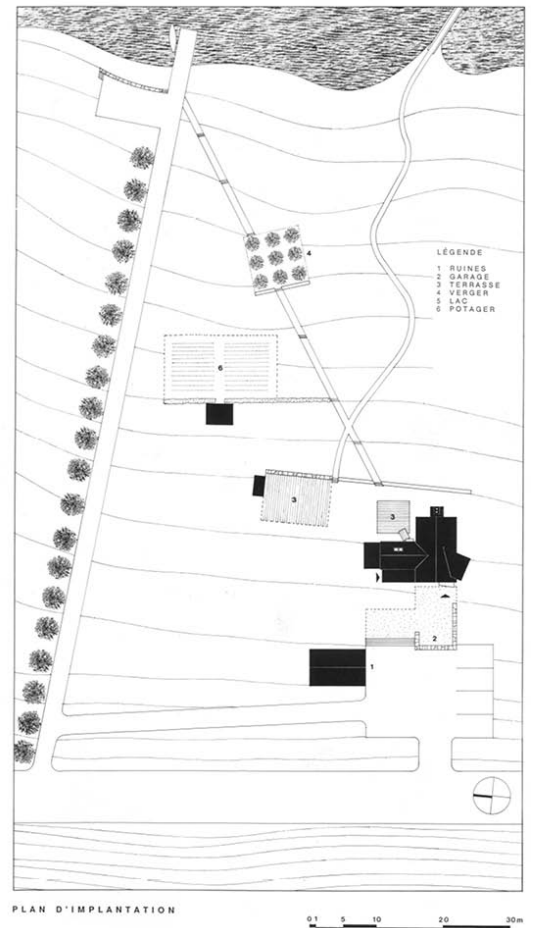 4
LÉGENDE
1 RUINES
2 GARAGE
3 TERRASSE
4 VERGER
5 LAC
6 POTAGER
6
3
3
2
1
PLAN D'IMPLANTATION
0 1 5 10 20 30m